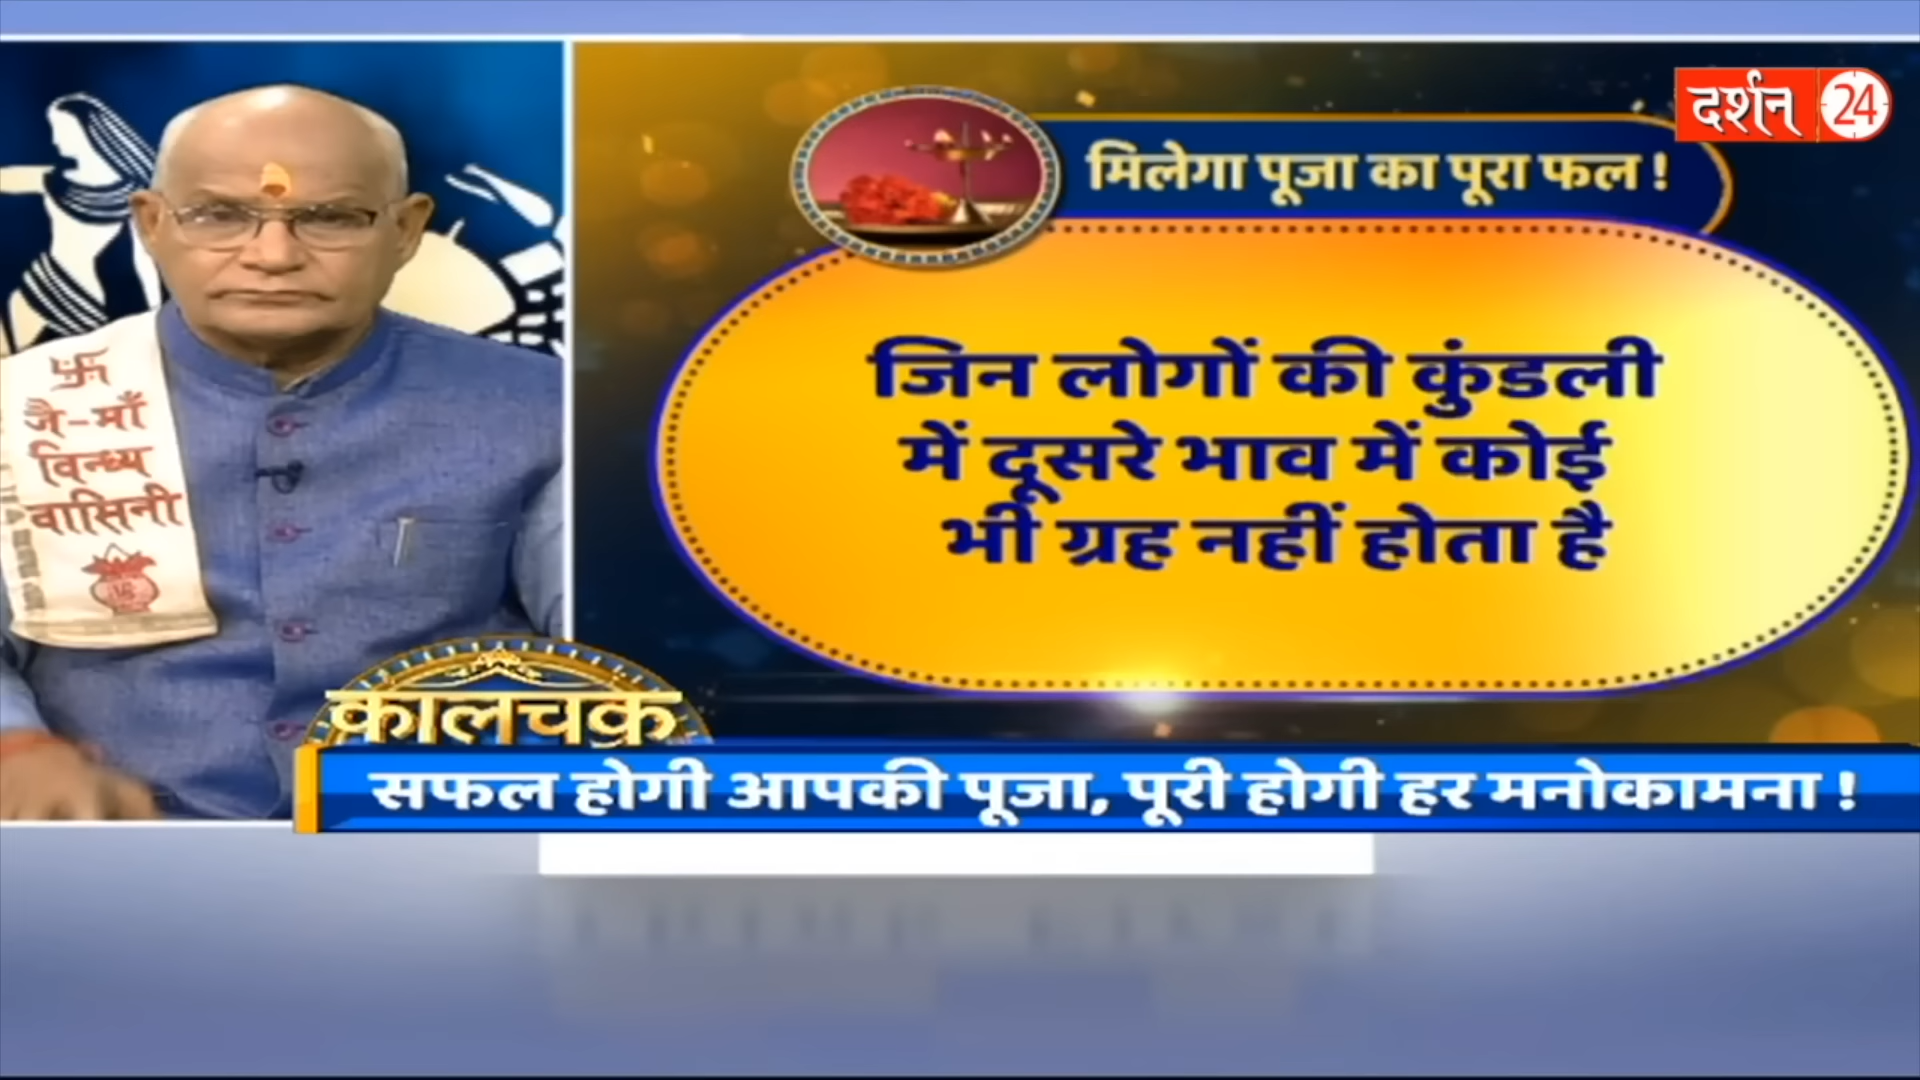 दर्शन 24
मिलेगा पूजा का पूरा फल !
जिन लोगों की कुंडली
में दूसरे भाव में कोई
भी ग्रह नहीं होता है
जै-माँ
विन्ध्य
वासिनी
कालचक्र
सफल होगी आपकी पूजा, पूरी होगी हर मनोकामना !